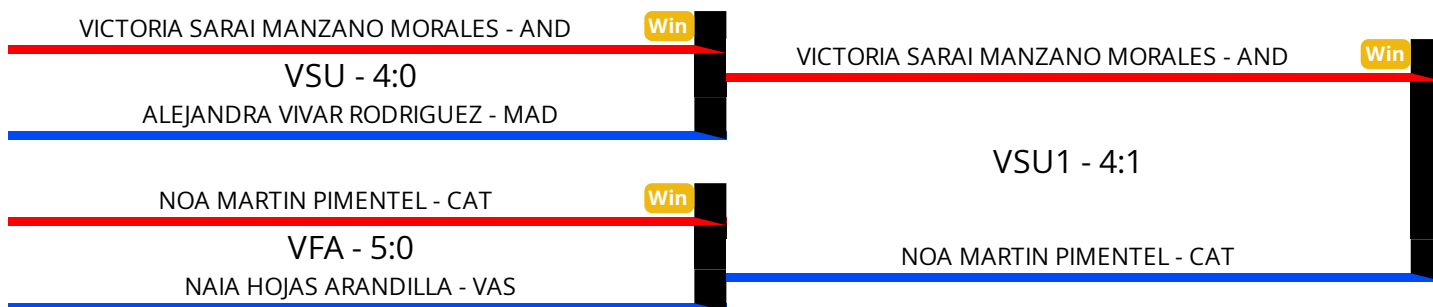 VICTORIA SARAI MANZANO MORALES - AND Win
VSU - 4:0
ALEJANDRA VIVAR RODRIGUEZ - MAD
NOA MARTIN PIMENTEL - CAT Win
VFA - 5:0
NAIA HOJAS ARANDILLA - VAS
VICTORIA SARAI MANZANO MORALES - AND Win
VSU1 - 4:1
NOA MARTIN PIMENTEL - CAT